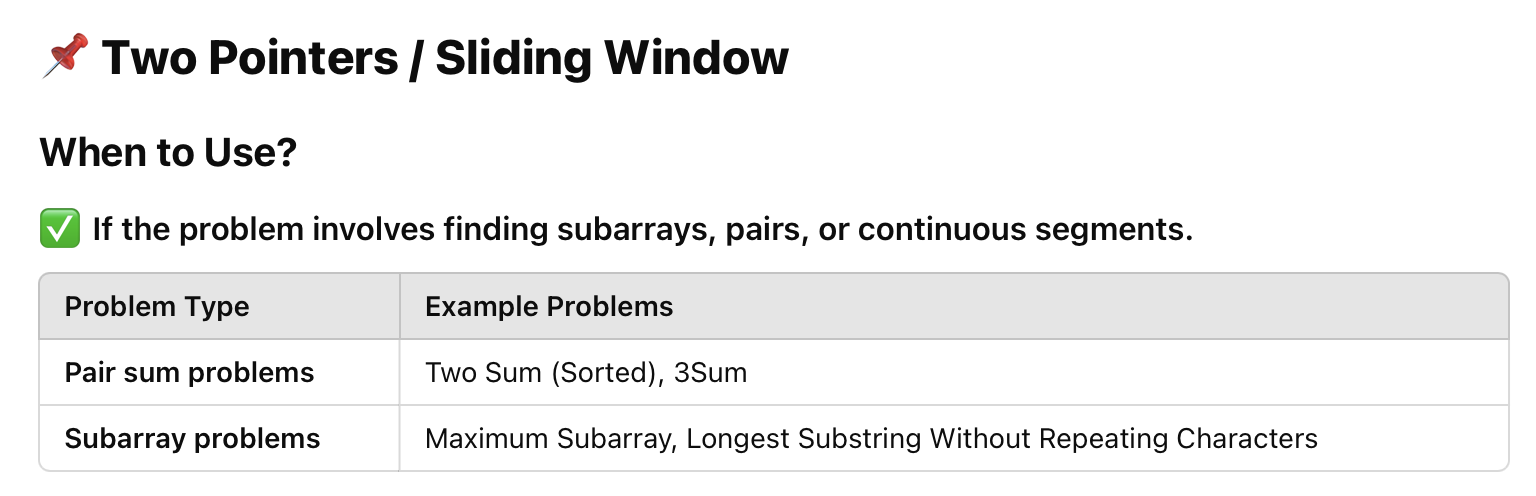 📌 Two Pointers / Sliding Window
When to Use?
✅ If the problem involves finding subarrays, pairs, or continuous segments.
Problem Type Example Problems
Pair sum problems Two Sum (Sorted), 3Sum
Subarray problems Maximum Subarray, Longest Substring Without Repeating Characters